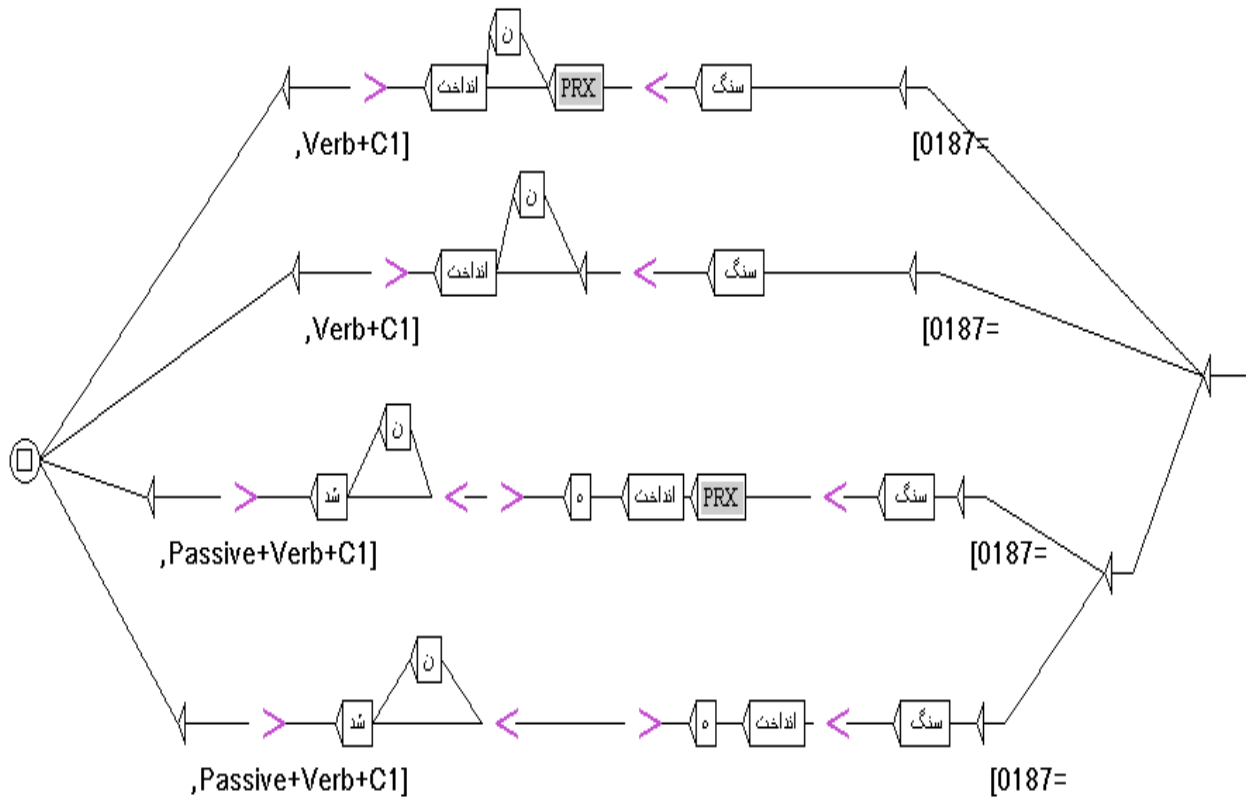 ن
سنگ PRX انداخت
[0187= ,Verb+C1]
ن
سنگ انداخت
[0187= ,Verb+C1]
ن
سنگ PRX انداخت ه شد
[0187= ,Passive+Verb+C1]
ن
سنگ انداخت ه شد
[0187= ,Passive+Verb+C1]